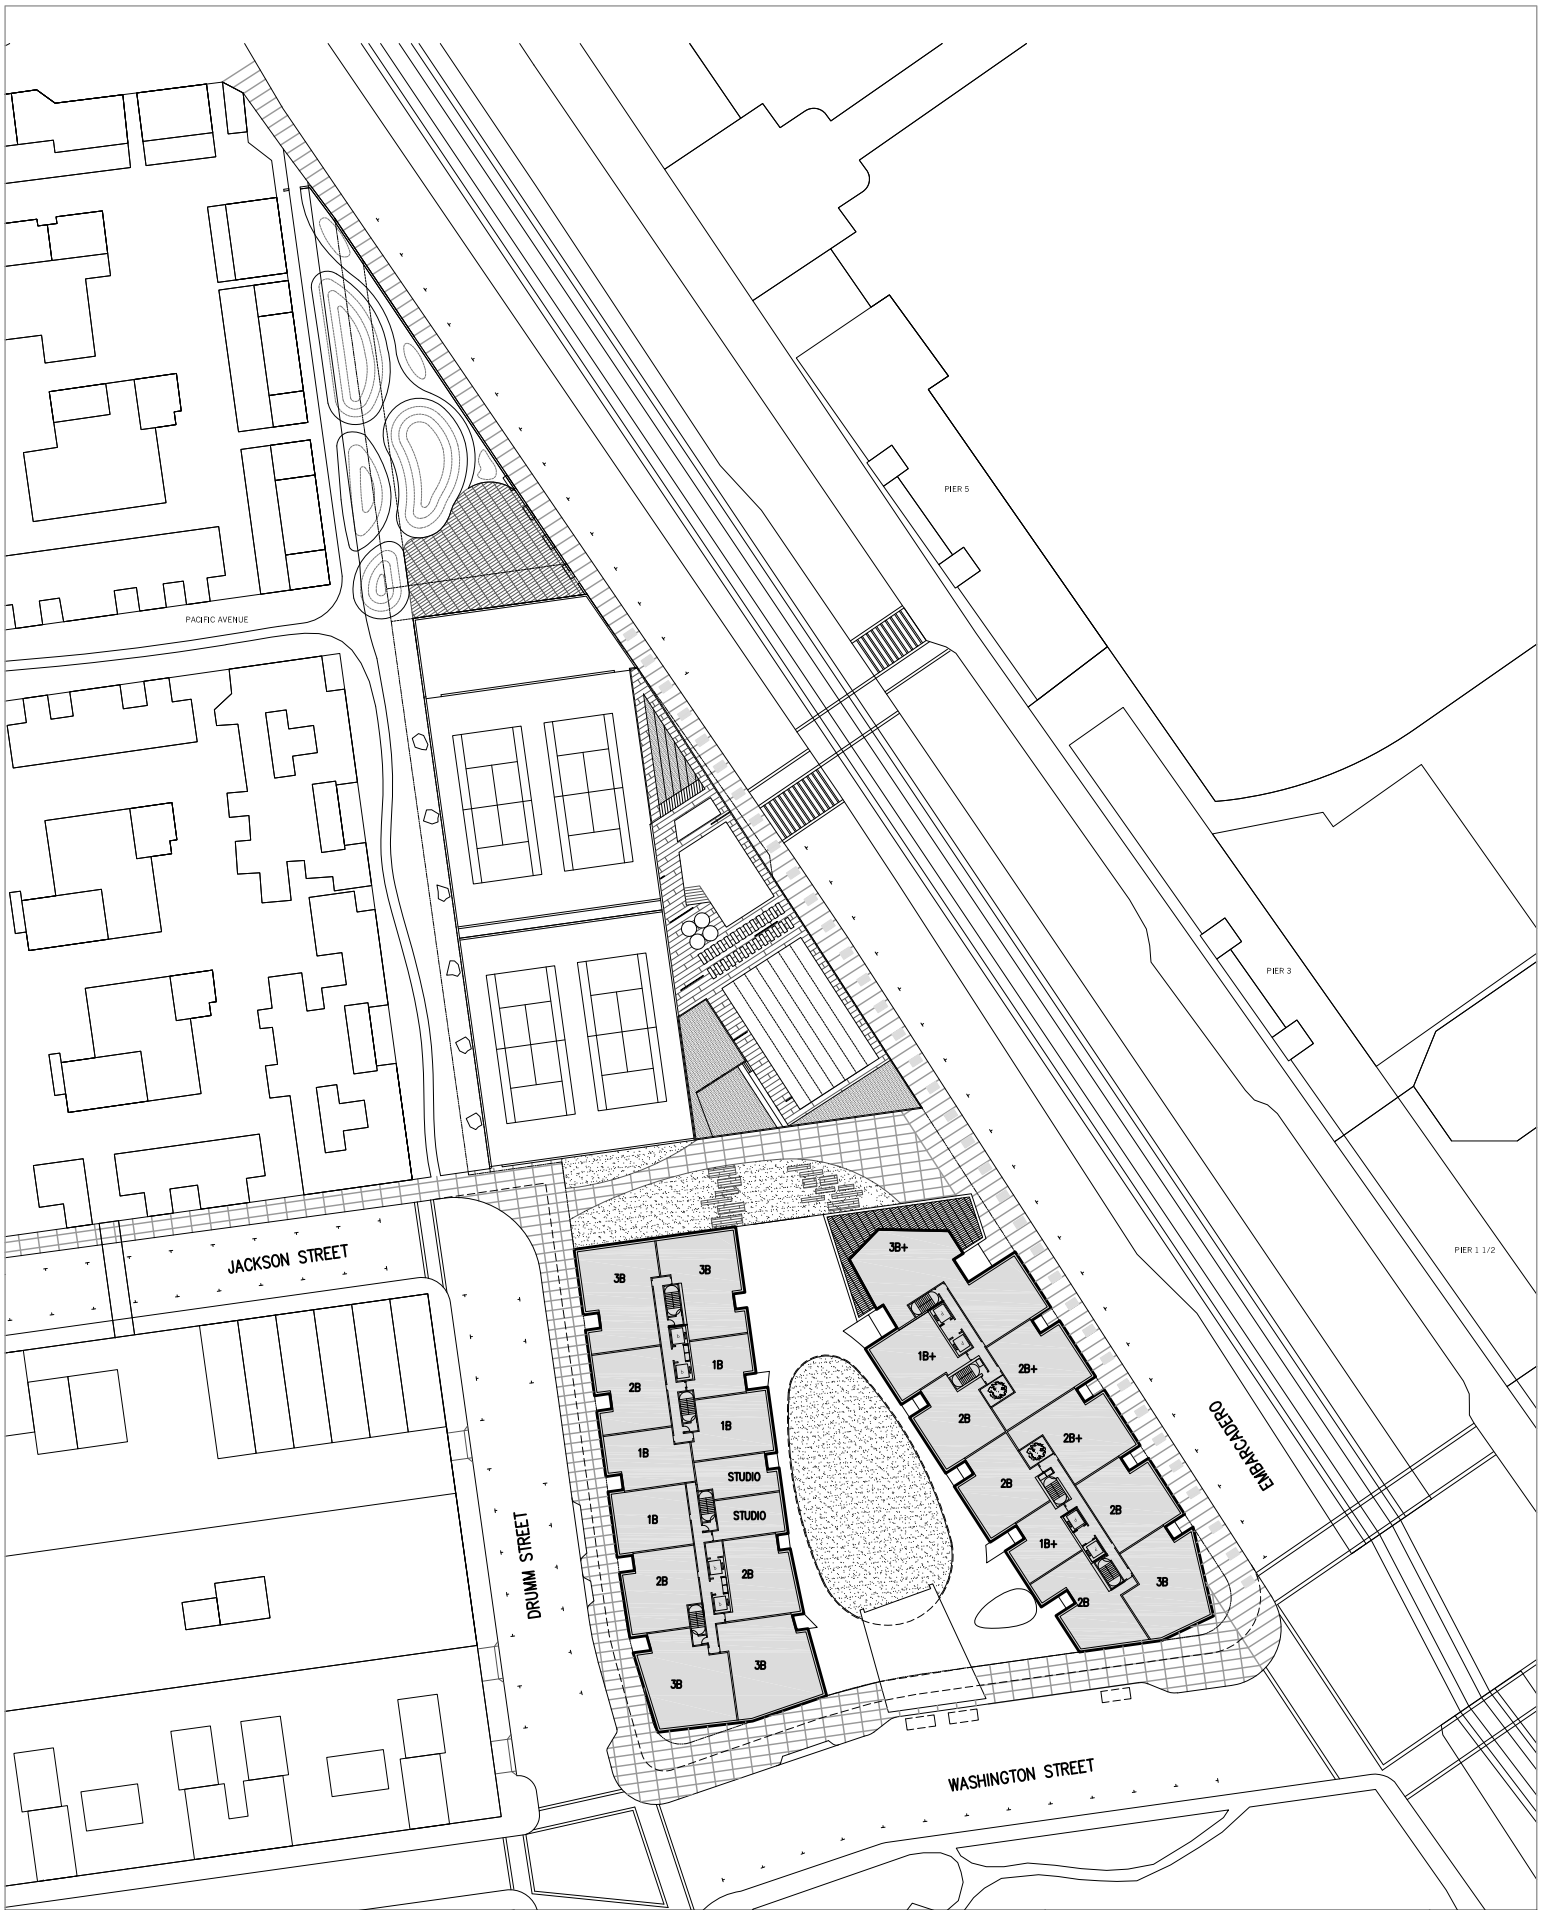 PIER 5
PACIFIC AVENUE
PIER 3
PIER 1 1/2
JACKSON STREET
3B
3B
3B+
1B
1B+
2B+
2B
1B
2B
2B+
1B
STUDIO
2B
1B
STUDIO
2B
2B
2B
1B+
3B
2B
3B
3B
EMBARCADERO
DRUMM STREET
WASHINGTON STREET